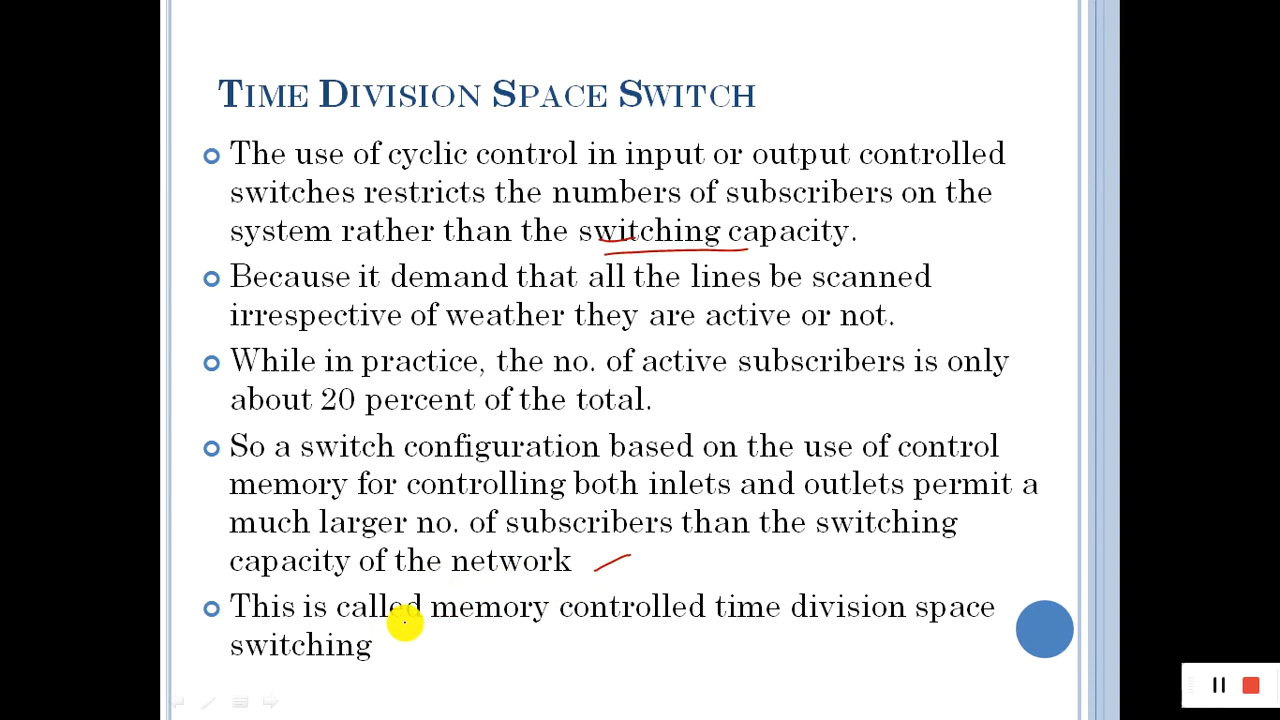 TIME DIVISION SPACE SWITCH
The use of cyclic control in input or output controlled
switches restricts the numbers of subscribers on the
system rather than the switching capacity.
Because it demand that all the lines be scanned
irrespective of weather they are active or not.
While in practice, the no. of active subscribers is only
about 20 percent of the total.
So a switch configuration based on the use of control
memory for controlling both inlets and outlets permit a
much larger no. of subscribers than the switching
capacity of the network
This is called memory controlled time division space
switching